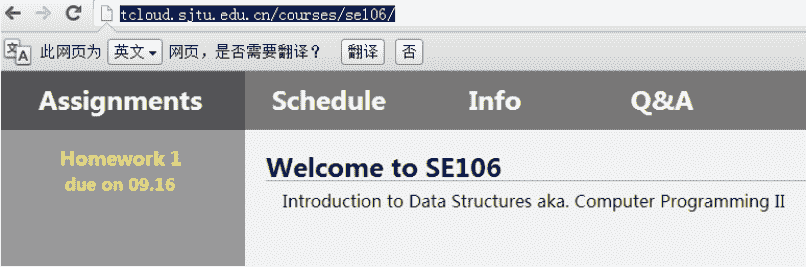 tcloud.sjtu.edu.cn/courses/se106/
此网页为 英文 网页，是否需要翻译？ 翻译 否
Assignments Schedule Info Q&A
Homework 1
due on 09.16
Welcome to SE106
Introduction to Data Structures aka. Computer Programming II